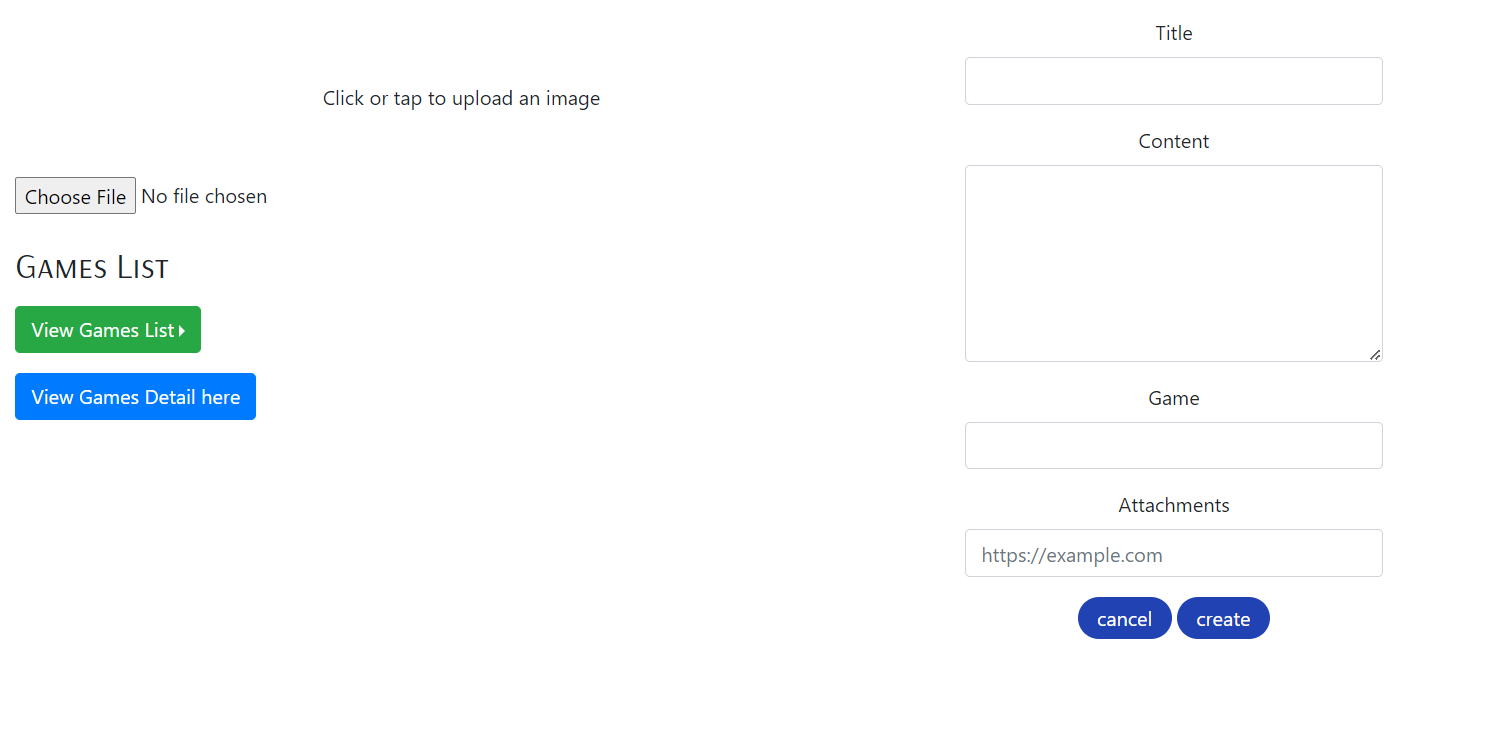 Click or tap to upload an image
Choose File No file chosen
Games List
View Games List
View Games Detail here
Title
Content
Game
Attachments
https://example.com
cancel create